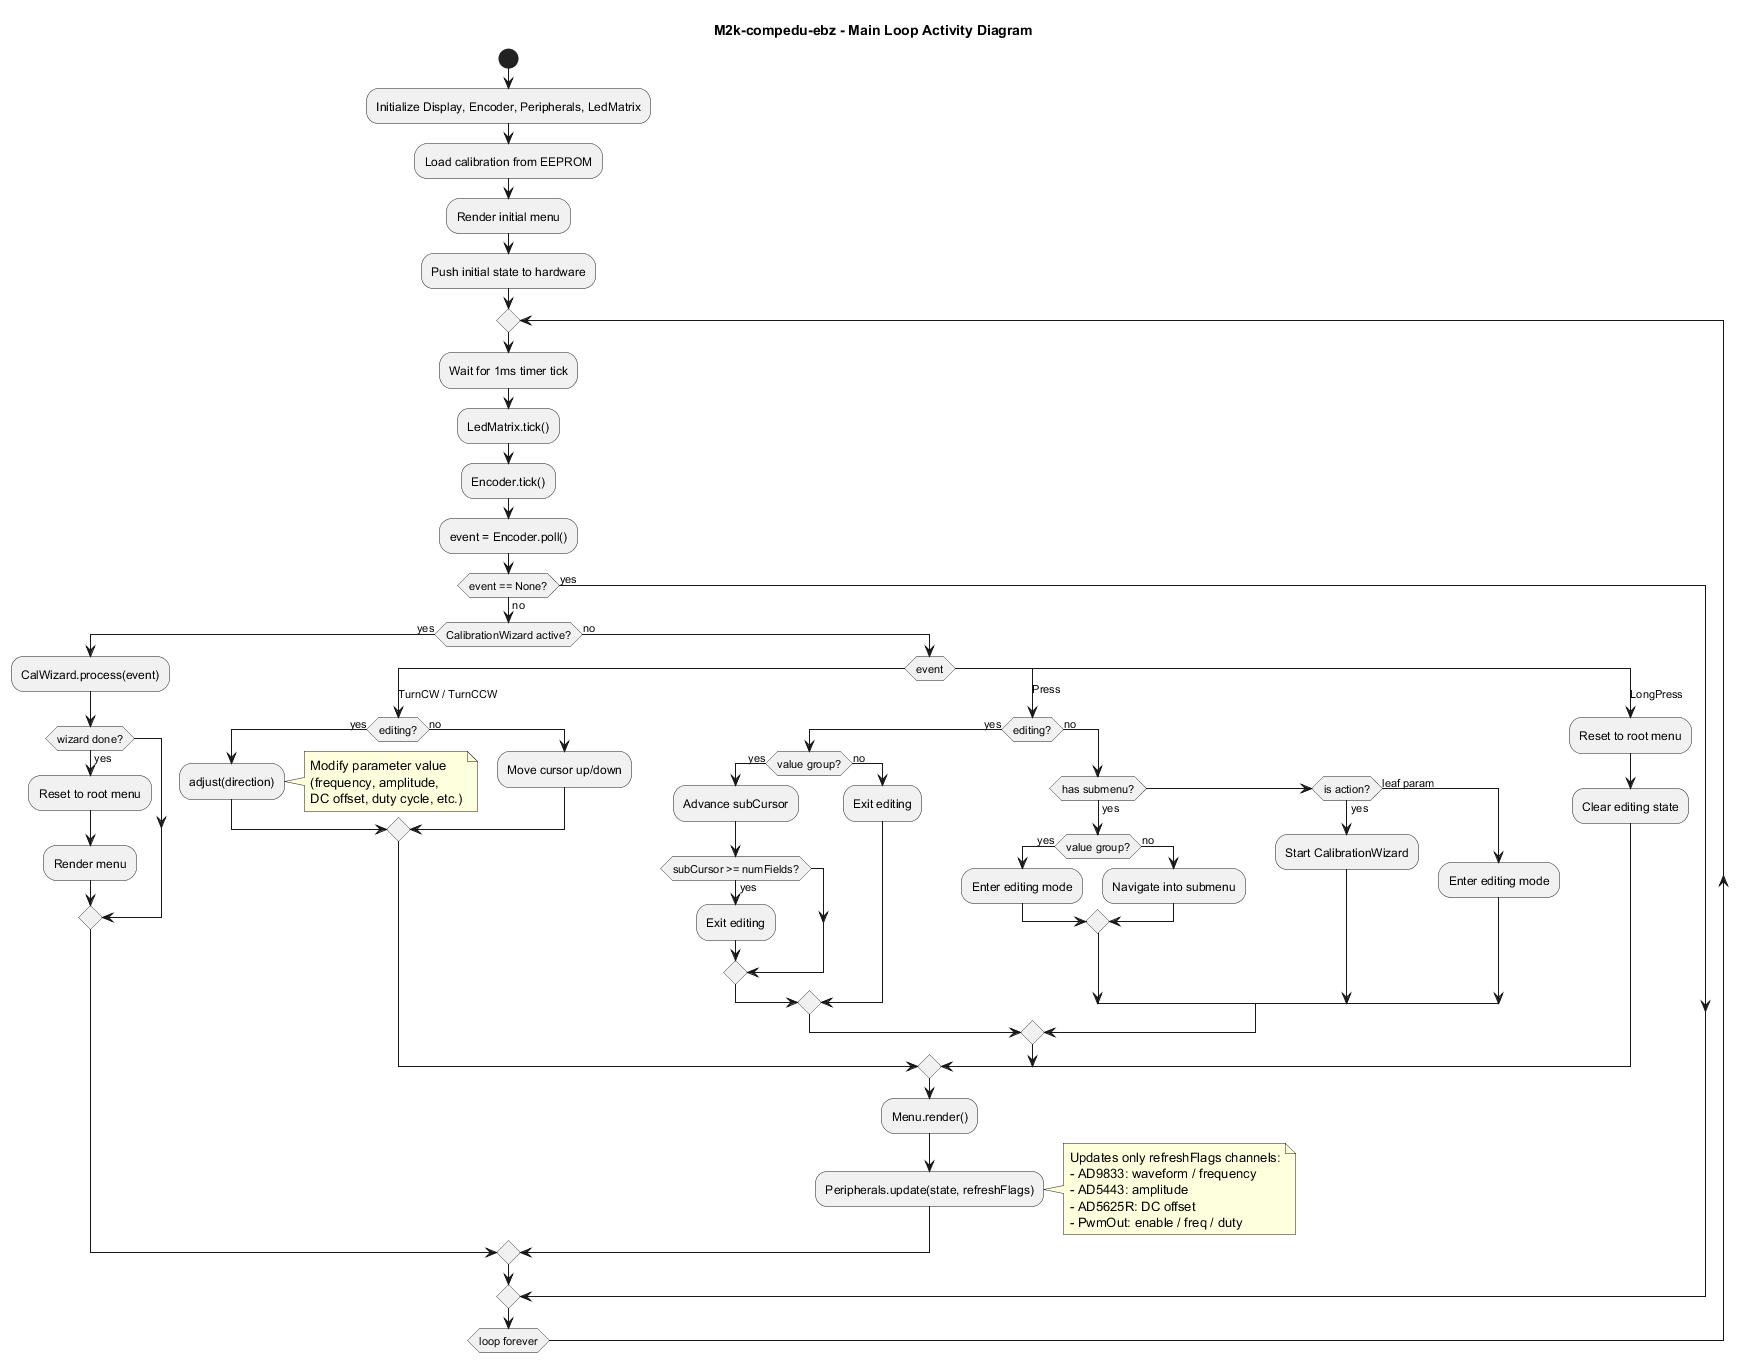 M2k-compedu-ebz - Main Loop Activity Diagram
Initialize Display, Encoder, Peripherals, LedMatrix
Load calibration from EEPROM
Render initial menu
Push initial state to hardware
Wait for 1ms timer tick
LedMatrix.tick()
Encoder.tick()
event = Encoder.poll()
event == None?
yes
no
yes
CalibrationWizard active?
no
CalWizard.process(event)
wizard done?
yes
Reset to root menu
Render menu
event
TurnCW / TurnCCW
yes
editing?
no
adjust(direction)
Modify parameter value
(frequency, amplitude,
DC offset, duty cycle, etc.)
Move cursor up/down
Press
yes
editing?
no
yes
value group?
no
Advance subCursor
Exit editing
subCursor >= numFields?
yes
Exit editing
has submenu?
yes
yes
value group?
no
Enter editing mode
Navigate into submenu
is action?
leaf param
yes
Start CalibrationWizard
Enter editing mode
LongPress
Reset to root menu
Clear editing state
Menu.render()
Peripherals.update(state, refreshFlags)
Updates only refreshFlags channels:
- AD9833: waveform / frequency
- AD5443: amplitude
- AD5625R: DC offset
- PwmOut: enable / freq / duty
loop forever